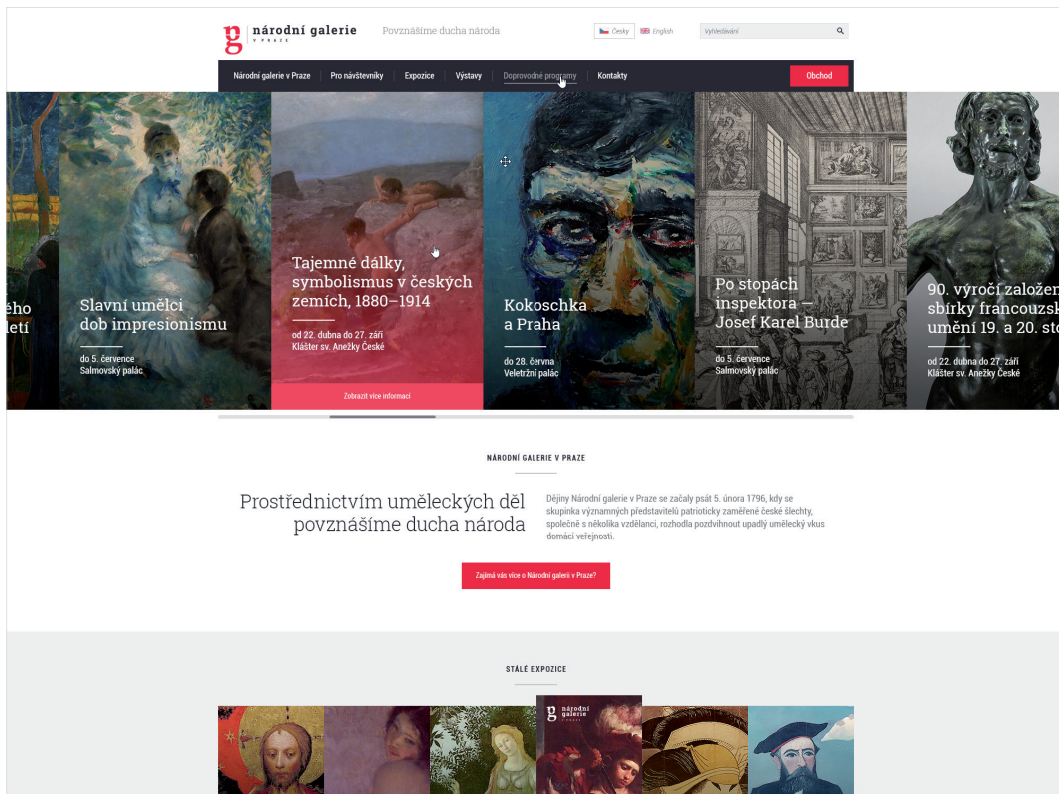 národní galerie
V PRAZE
Povznášíme ducha národa
Česky
English
Vyhledávání
Národní galerie v Praze
Pro návštevníky
Expozice
Výstavy
Doprovodné programy
Kontakty
Obchod
ého
letí
Slavní umělci
dob impresionismu
do 5. července
Salmovský palác
Tajemné dálky,
symbolismus v českých
zemích, 1880–1914
od 22. dubna do 27. září
Klášter sv. Anežky České
Zobrazit více informací
Kokoschka
a Praha
do 28. června
Veletržní palác
Po stopách
inspektora —
Josef Karel Burde
do 5. července
Salmovský palác
90. výročí založen
sbírky francouzsk
umění 19. a 20. sto
od 22. dubna do 27. září
Klášter sv. Anežky České
NÁRODNÍ GALERIE V PRAZE
Prostřednictvím uměleckých děl
povznášíme ducha národa
Dějiny Národní galerie v Praze se začaly psát 5. února 1796, kdy se
skupinka významných představitelů patrioticky zaměřené české šlechty,
společně s několika vzdělanci, rozhodla pozdvihnout upadlý umělecký vkus
domácí veřejnosti.
Zajímá vás více o Národní galerii v Praze?
STÁLÉ EXPOZICE
národní
galerie
V PRAZE